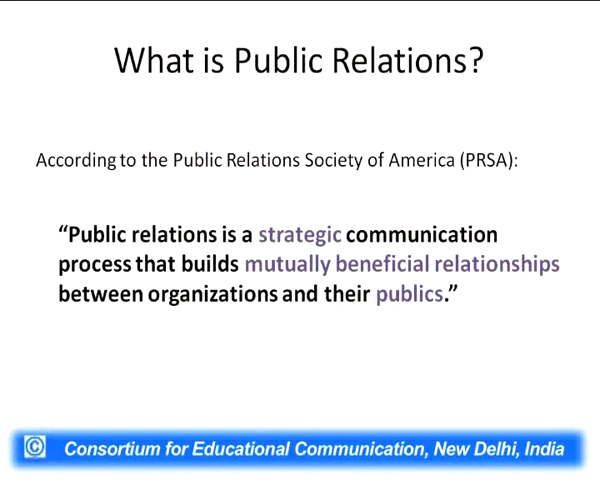 What is Public Relations?
According to the Public Relations Society of America (PRSA):
“Public relations is a strategic communication
process that builds mutually beneficial relationships
between organizations and their publics.”
© Consortium for Educational Communication, New Delhi, India